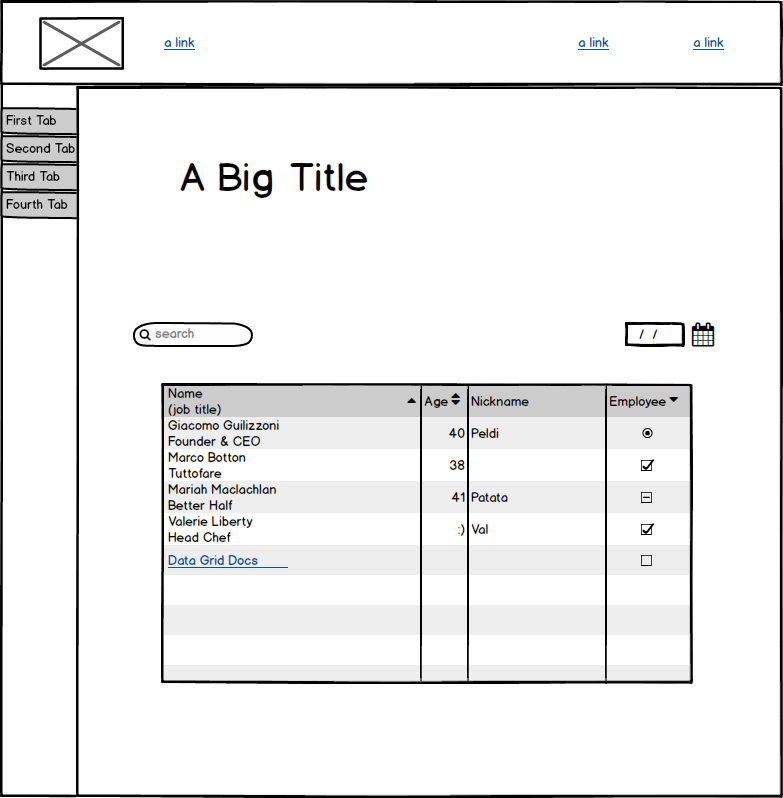 a link
a link
a link
First Tab
Second Tab
Third Tab
Fourth Tab
A Big Title
search
/ /
Name
(job title)
Age
Nickname
Employee
Giacomo Guilizzoni
Founder & CEO
40
Peldi
Marco Botton
Tuttofare
38
Mariah Maclachlan
Better Half
41
Patata
Valerie Liberty
Head Chef
:)
Val
Data Grid Docs